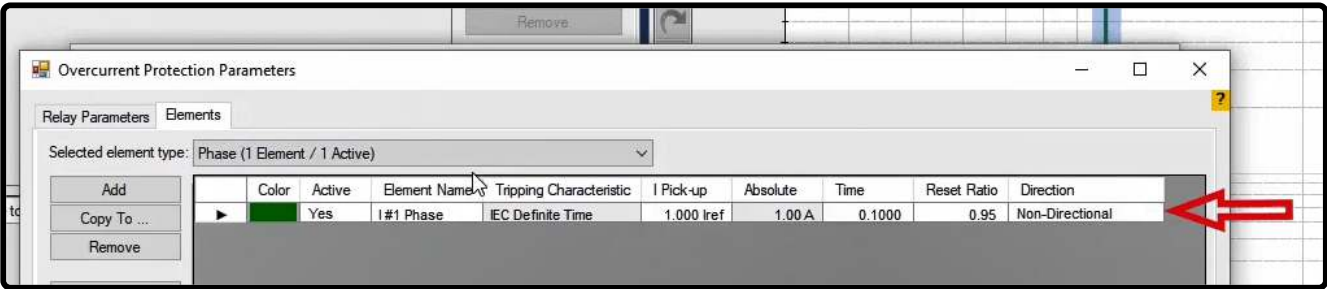 Remove
Overcurrent Protection Parameters
?
Relay Parameters Elements
Selected element type: Phase (1 Element / 1 Active)
Add
Copy To ...
Remove
Color Active Element Name Tripping Characteristic I Pick-up Absolute Time Reset Ratio Direction
Yes I #1 Phase IEC Definite Time 1.000 Iref 1.00 A 0.1000 0.95 Non-Directional